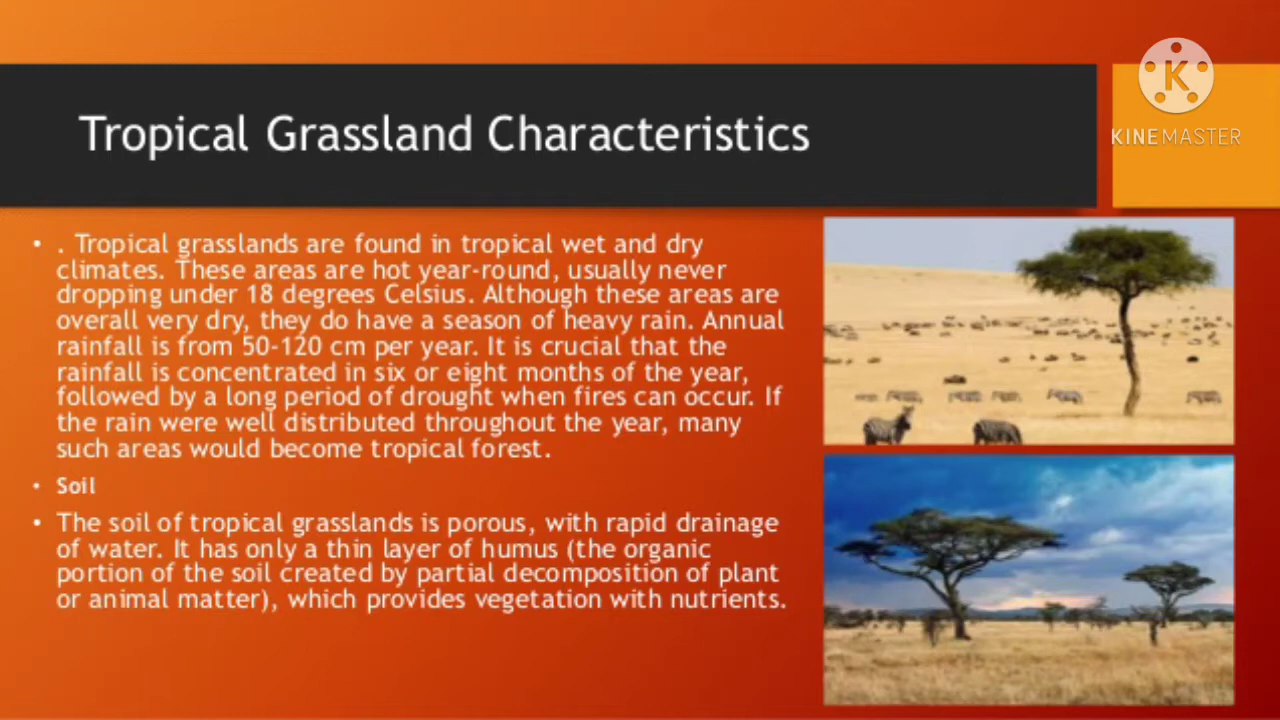 Tropical Grassland Characteristics
K
KINEMASTER
• . Tropical grasslands are found in tropical wet and dry
climates. These areas are hot year-round, usually never
dropping under 18 degrees Celsius. Although these areas are
overall very dry, they do have a season of heavy rain. Annual
rainfall is from 50-120 cm per year. It is crucial that the
rainfall is concentrated in six or eight months of the year,
followed by a long period of drought when fires can occur. If
the rain were well distributed throughout the year, many
such areas would become tropical forest.
• Soil
• The soil of tropical grasslands is porous, with rapid drainage
of water. It has only a thin layer of humus (the organic
portion of the soil created by partial decomposition of plant
or animal matter), which provides vegetation with nutrients.